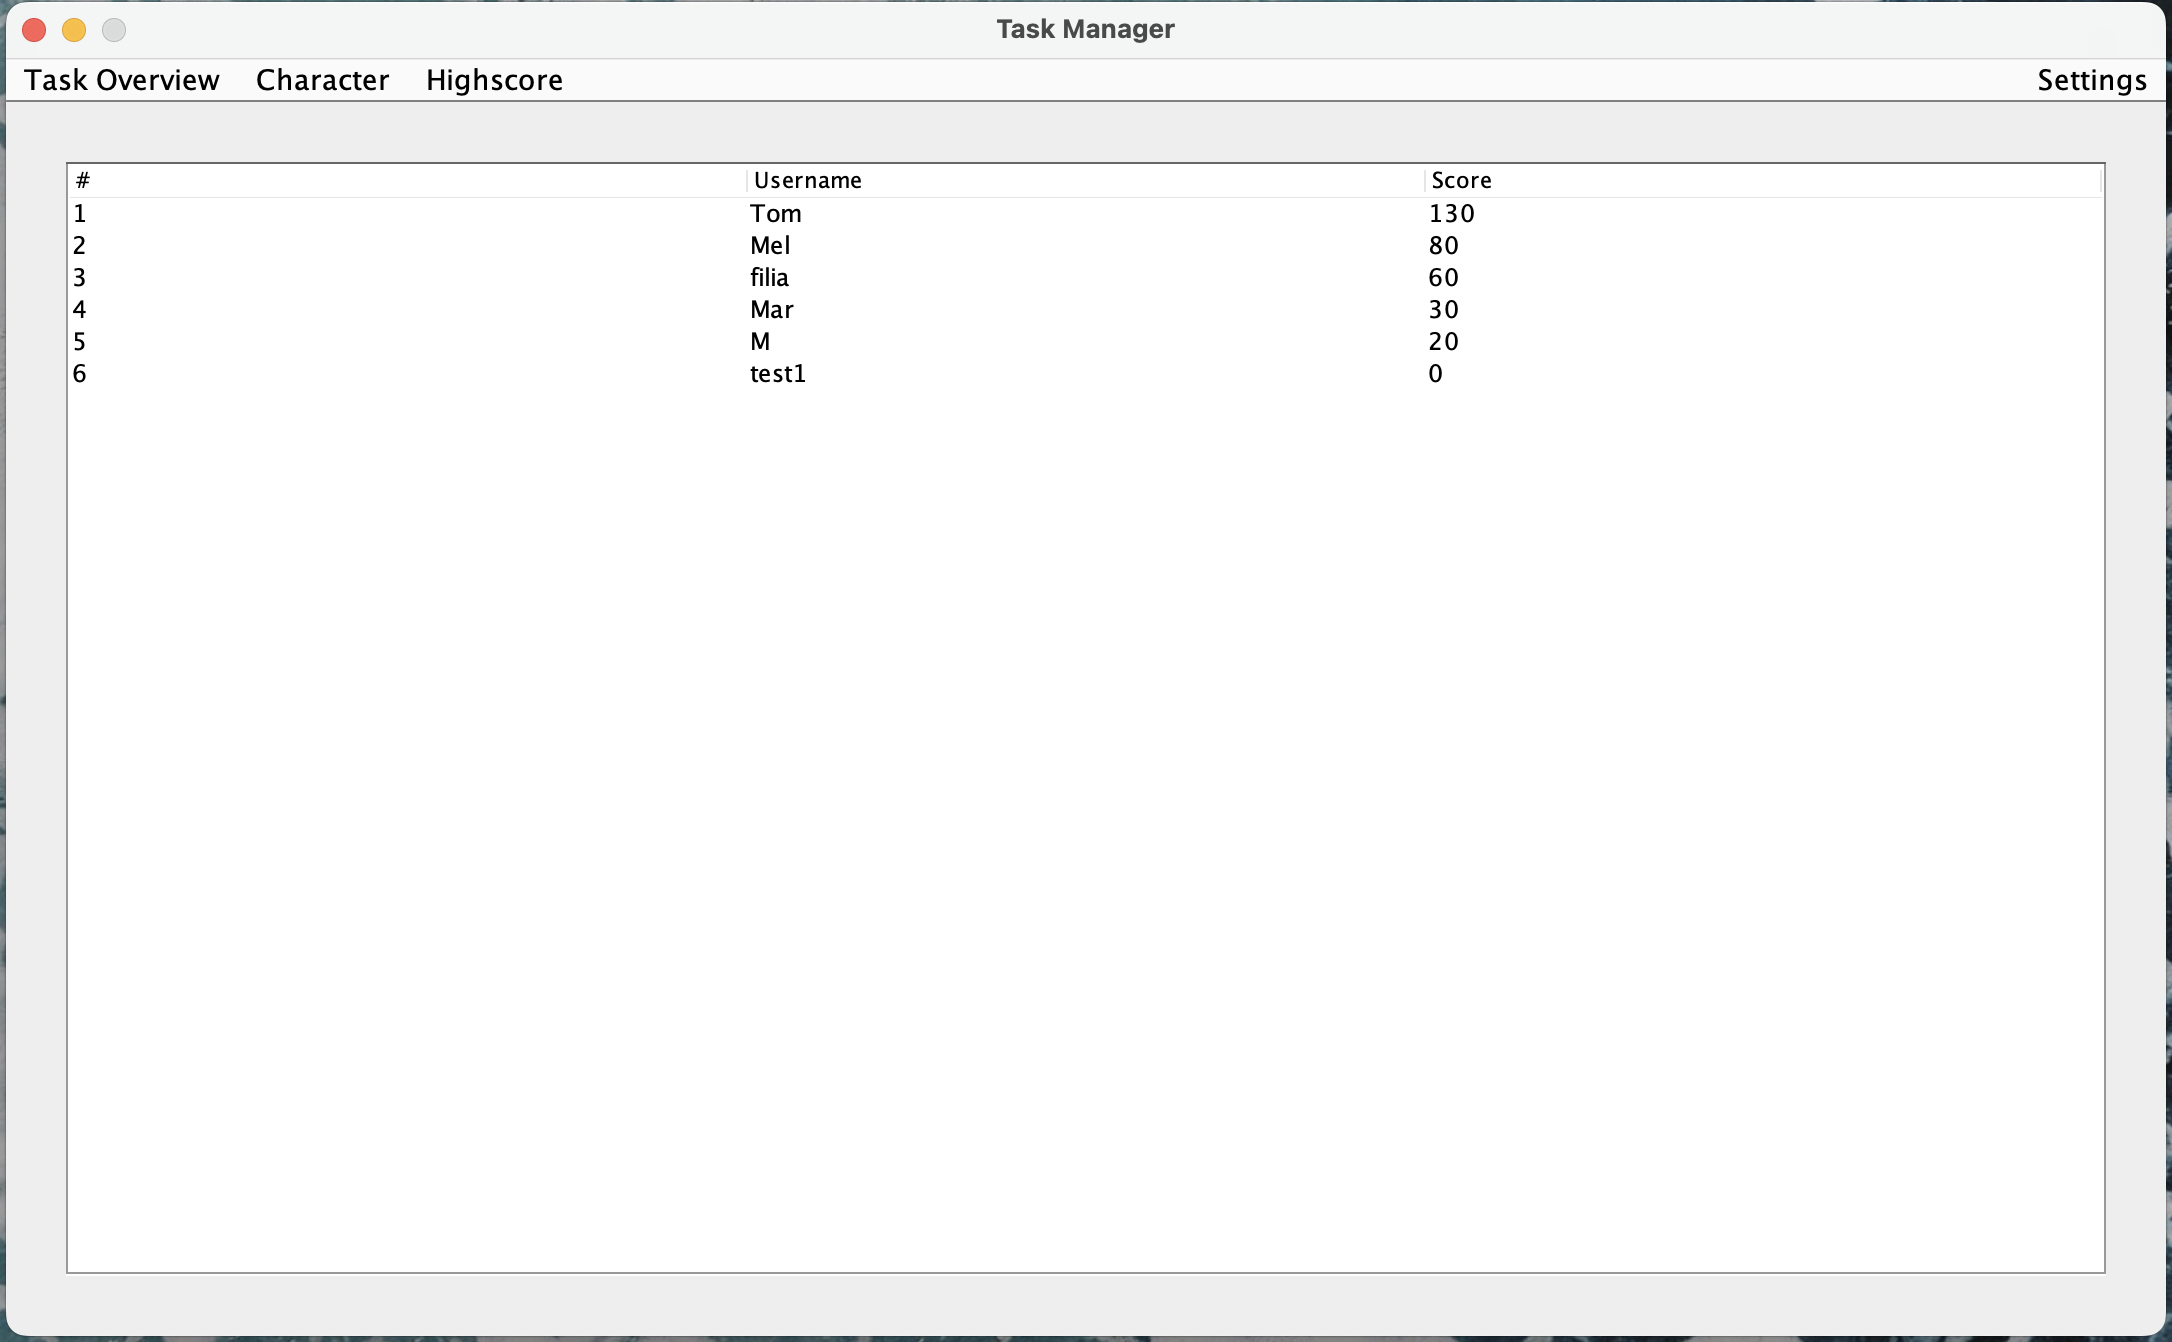 Task Manager
Task Overview Character Highscore Settings
# Username Score
1 Tom 130
2 Mel 80
3 filia 60
4 Mar 30
5 M 20
6 test1 0